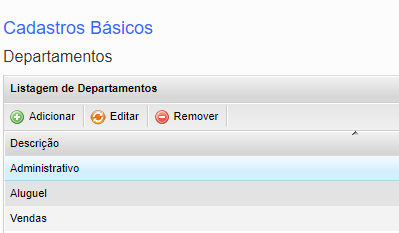 Cadastros Básicos
Departamentos
Listagem de Departamentos
Adicionar Editar Remover
Descrição
Administrativo
Aluguel
Vendas